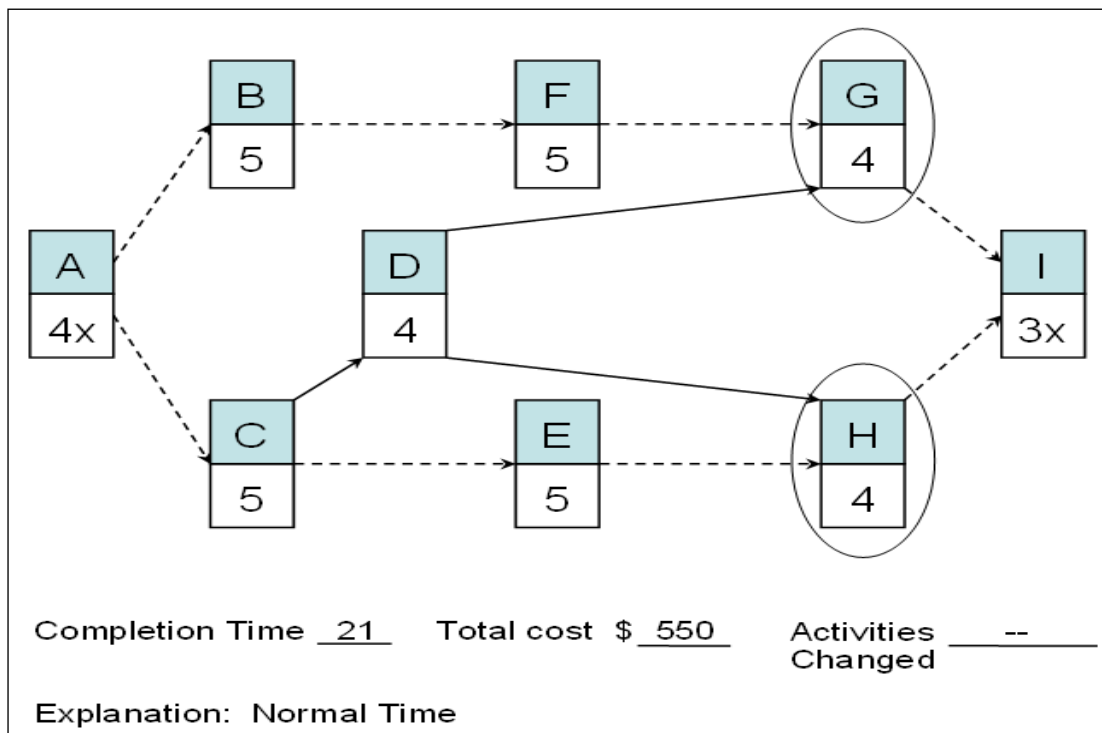 B F G
5 5 4
A D I
4x 4 3x
C E H
5 5 4
Completion Time 21 Total cost $ 550 Activities --
Changed
Explanation: Normal Time